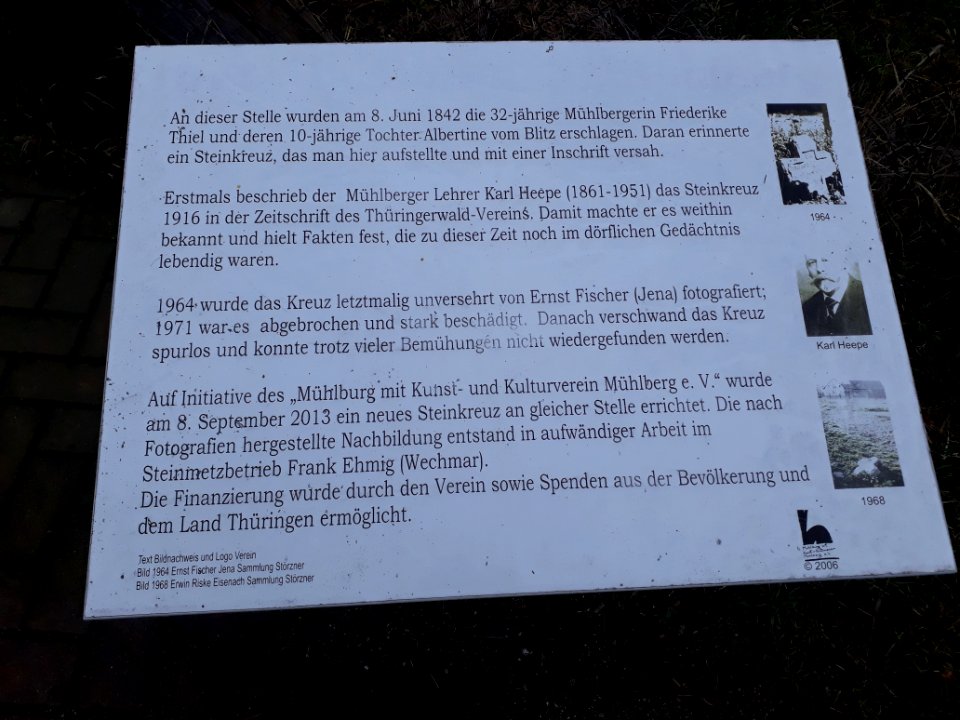 An dieser Stelle wurden am 8. Juni 1842 die 32-jährige Mühlbergerin Friederike
Thiel und deren 10-jährige Tochter Albertine vom Blitz erschlagen. Daran erinnerte
ein Steinkreuz, das man hier aufstellte und mit einer Inschrift versah.
Erstmals beschrieb der Mühlberger Lehrer Karl Heepe (1861-1951) das Steinkreuz
1916 in der Zeitschrift des Thüringerwald-Vereins. Damit machte er es weithin
bekannt und hielt Fakten fest, die zu dieser Zeit noch im dörflichen Gedächtnis
lebendig waren.
1964 wurde das Kreuz letztmalig unversehrt von Ernst Fischer (Jena) fotografiert;
1971 war es abgebrochen und stark beschädigt. Danach verschwand das Kreuz
spurlos und konnte trotz vieler Bemühungen nicht wiedergefunden werden.
Auf Initiative des „Mühlburg mit Kunst- und Kulturverein Mühlberg e. V.“ wurde
am 8. September 2013 ein neues Steinkreuz an gleicher Stelle errichtet. Die nach
Fotografien hergestellte Nachbildung entstand in aufwändiger Arbeit im
Steinmetzbetrieb Frank Ehmig (Wechmar).
Die Finanzierung wurde durch den Verein sowie Spenden aus der Bevölkerung und
dem Land Thüringen ermöglicht.
Text Bildnachweis und Logo Verein
Bild 1964 Ernst Fischer Jena Sammlung Störzner
Bild 1968 Erwin Riske Eisenach Sammlung Störzner
1964
Karl Heepe
1968
© 2006